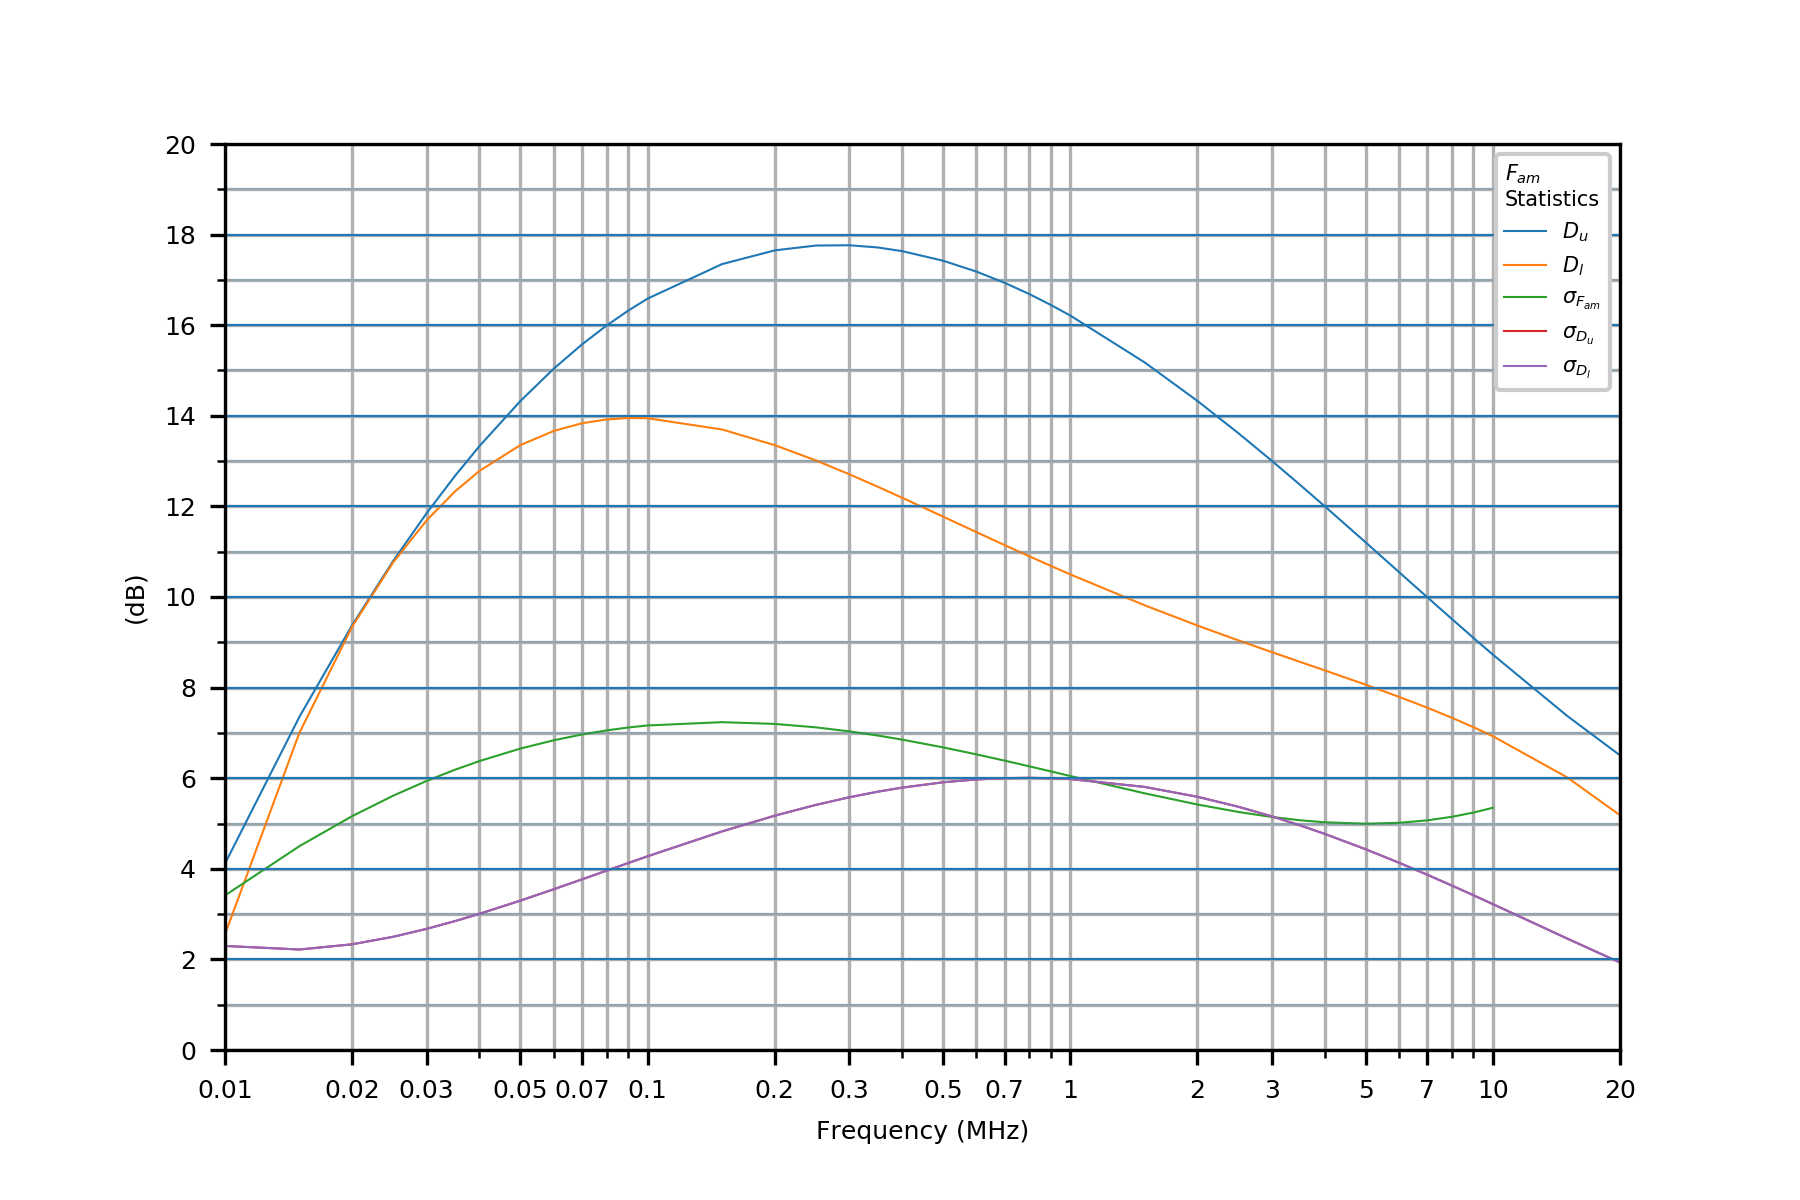 20
18
16
14
12
10
8
6
4
2
0
(dB)
F_am
Statistics
D_u
D_l
σ_F_am
σ_D_u
σ_D_l
0.01 0.02 0.03 0.05 0.07 0.1 0.2 0.3 0.5 0.7 1 2 3 5 7 10 20
Frequency (MHz)